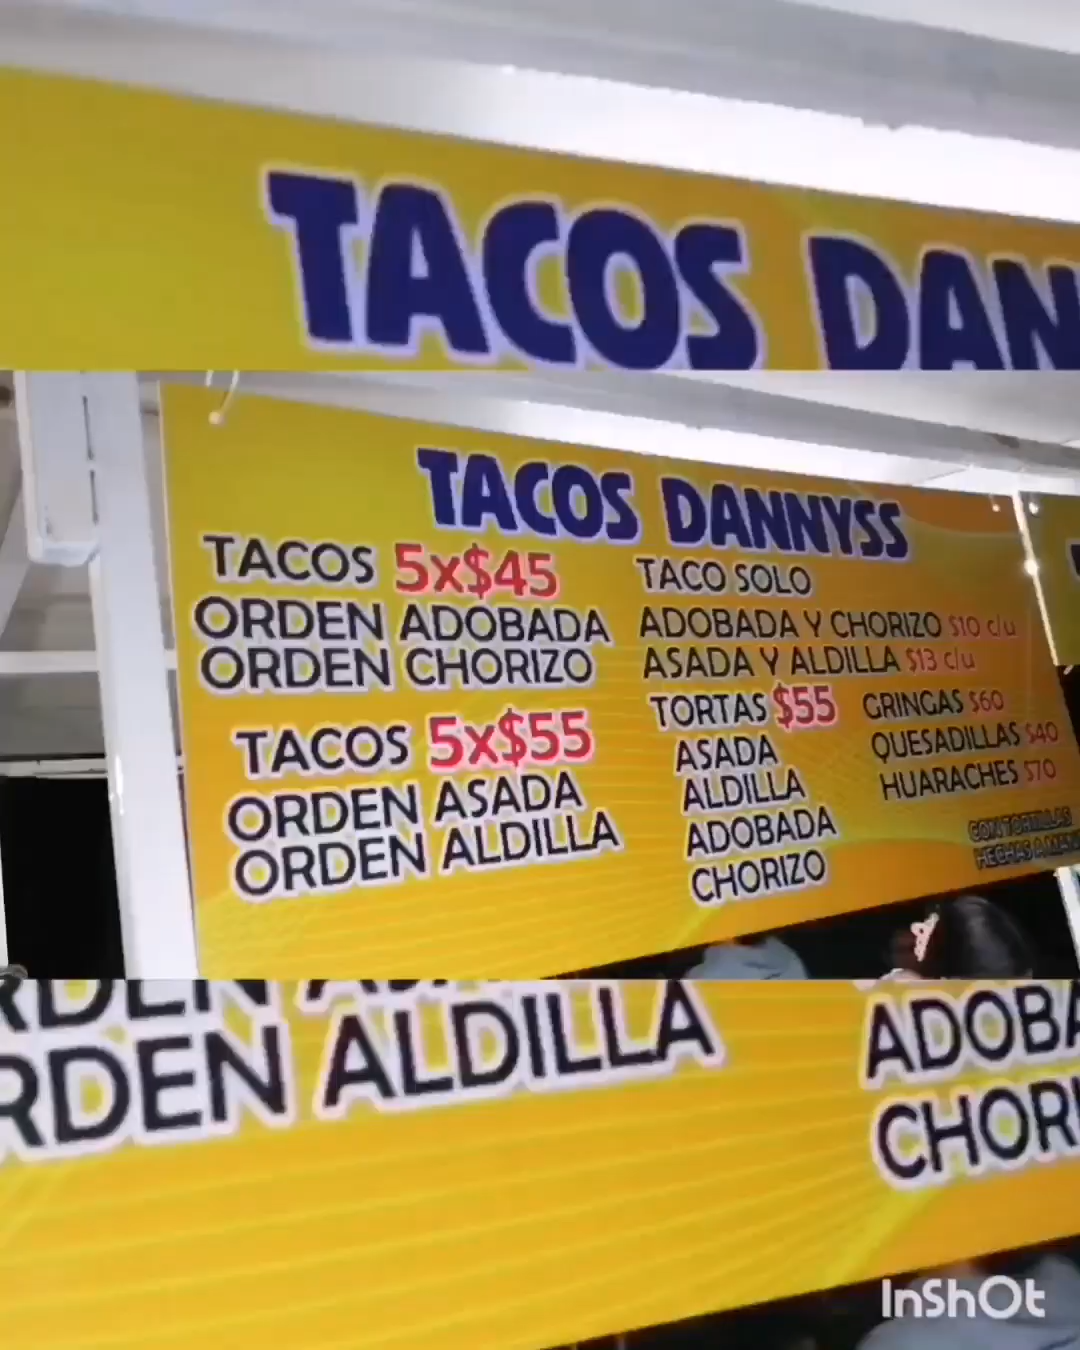 TACOS DAN
TACOS DANNYSS
TACOS 5x$45
ORDEN ADOBADA
ORDEN CHORIZO
TACOS 5x$55
ORDEN ASADA
ORDEN ALDILLA
TACO SOLO
ADOBADA Y CHORIZO $10 c/u
ASADA Y ALDILLA $13 c/u
TORTAS $55
ASADA
ALDILLA
ADOBADA
CHORIZO
GRINGAS $60
QUESADILLAS $40
HUARACHES $70
CON TORTILLAS
HECHAS A MAN
RDEN ALDILLA
ADOBA
CHORI
InShOt